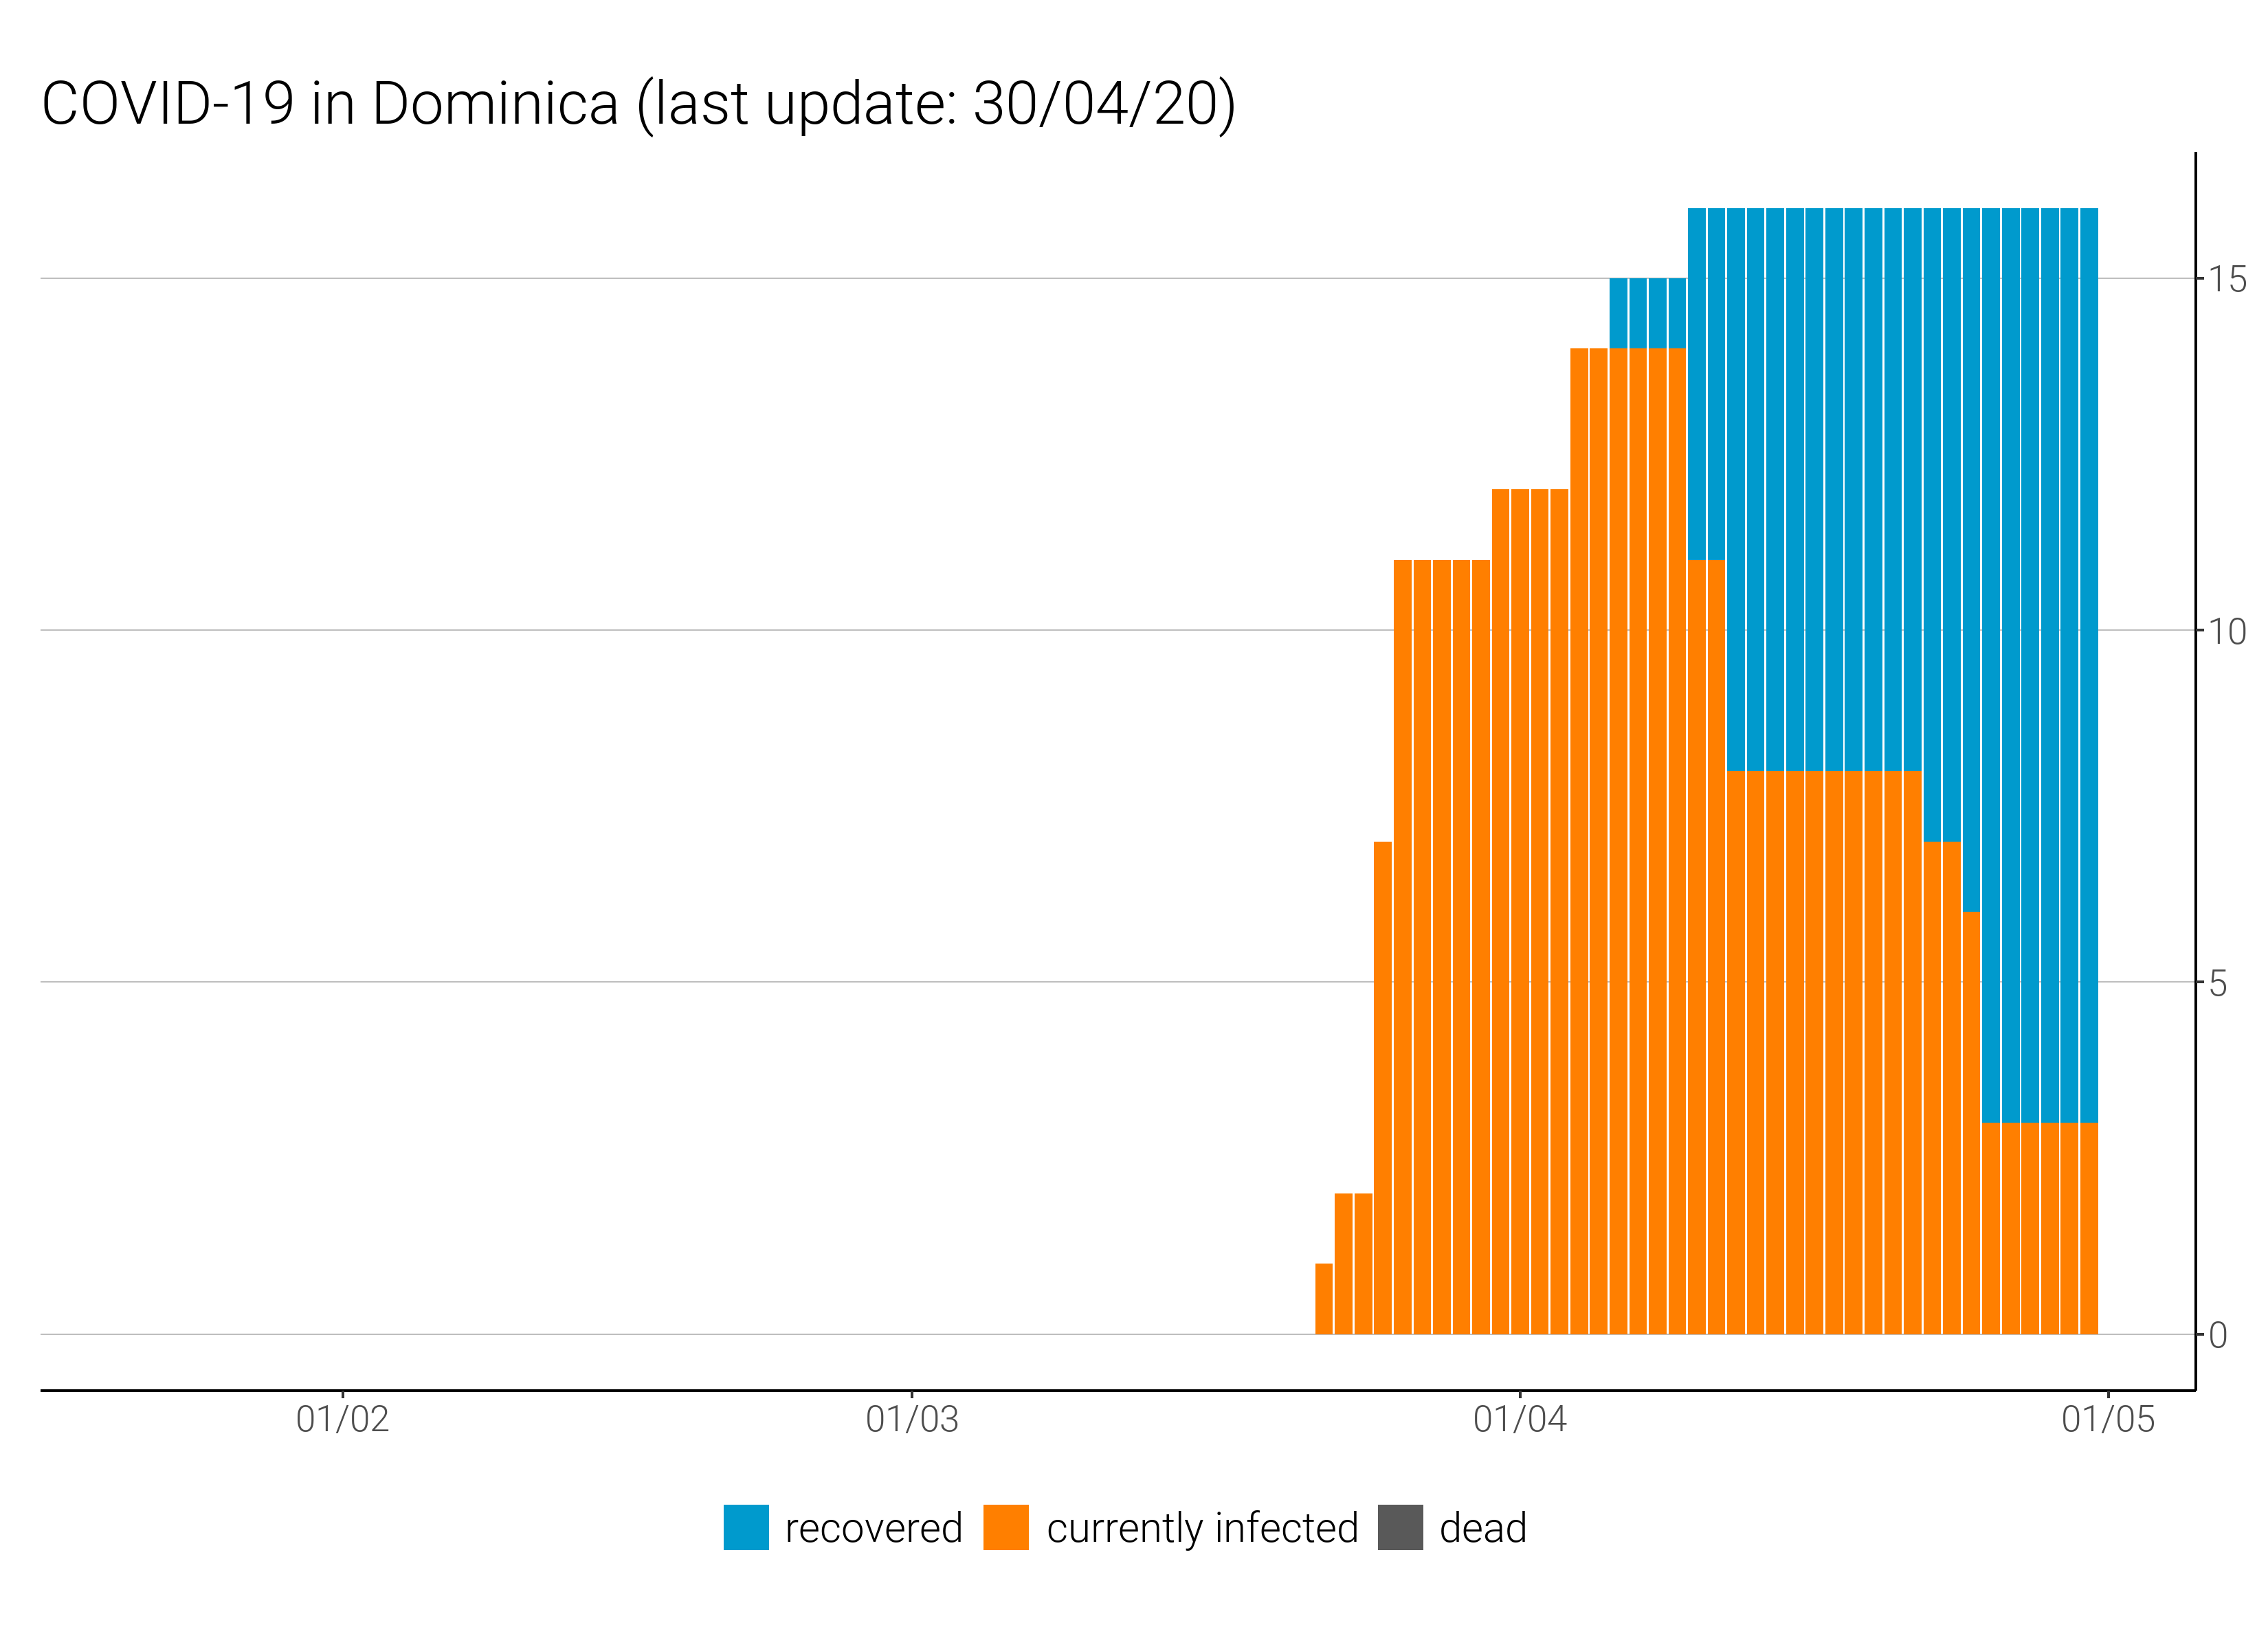 COVID-19 in Dominica (last update: 30/04/20)
15
10
5
0
01/02 01/03 01/04 01/05
recovered currently infected dead